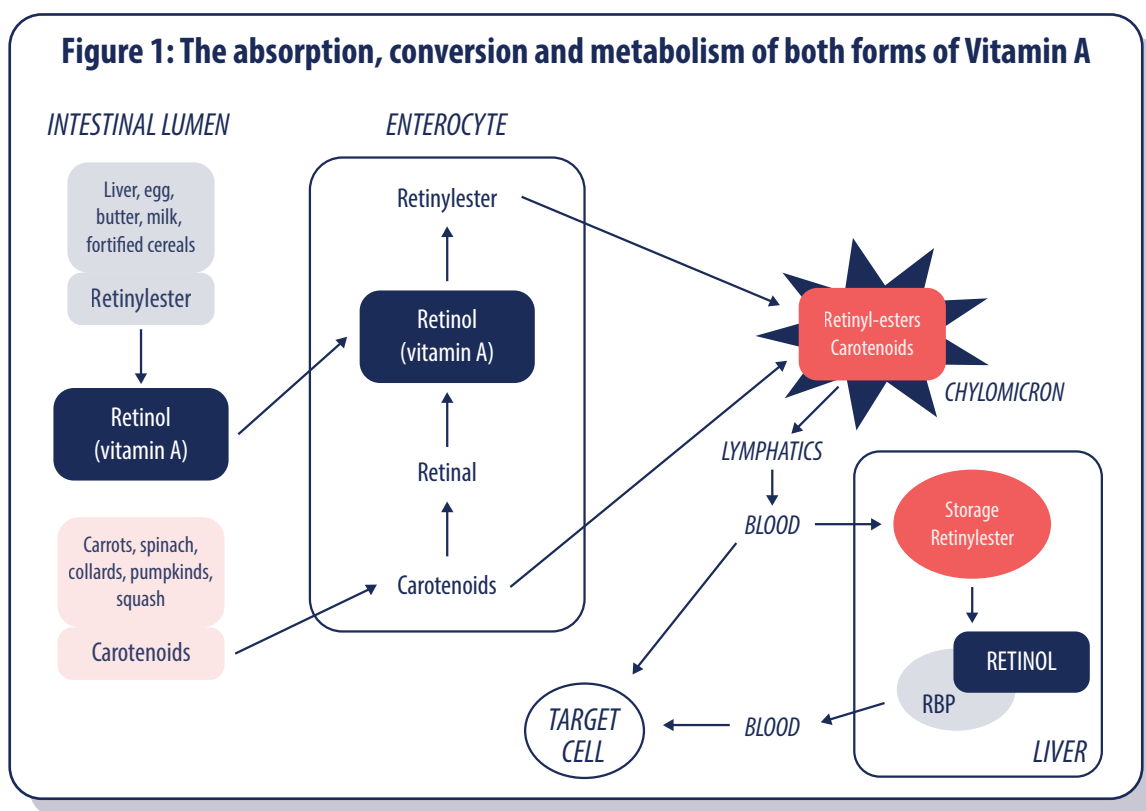 Figure 1: The absorption, conversion and metabolism of both forms of Vitamin A
INTESTINAL LUMEN
Liver, egg,
butter, milk,
fortified cereals
Retinylester
Retinol
(vitamin A)
Carrots, spinach,
collards, pumpkinds,
squash
Carotenoids
ENTEROCYTE
Retinylester
Retinol
(vitamin A)
Retinal
Carotenoids
Retinyl-esters
Carotenoids
CHYLOMICRON
LYMPHATICS
BLOOD
Storage
Retinylester
RETINOL
RBP
LIVER
BLOOD
TARGET
CELL